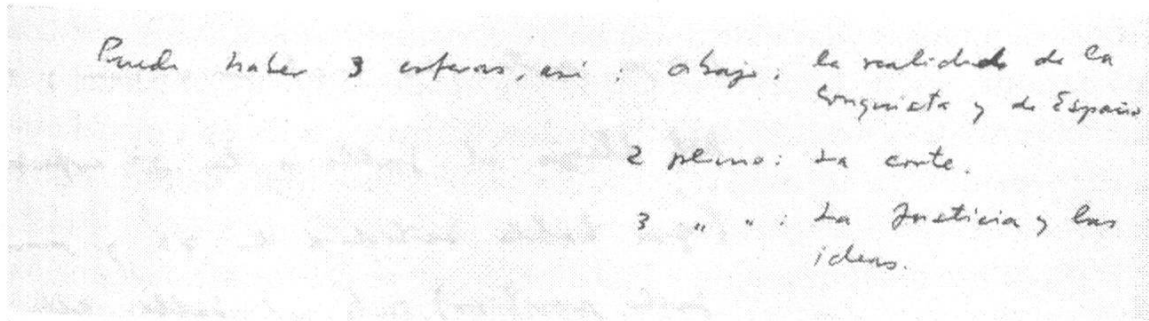 Puede haber 3 esferas, así: abajo: la realidad de la
Conquista y de España
2 plano: La corte.
3 " " : La Justicia y las
ideas.